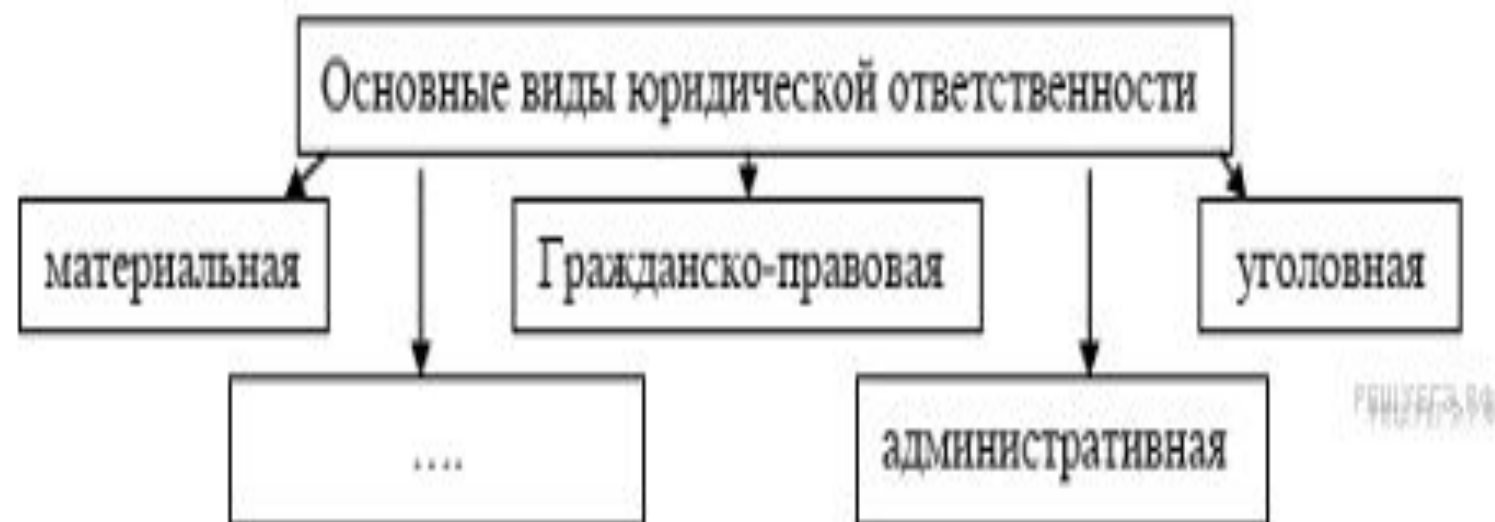 Основные виды юридической ответственности
материальная
Гражданско-правовая
уголовная
....
административная